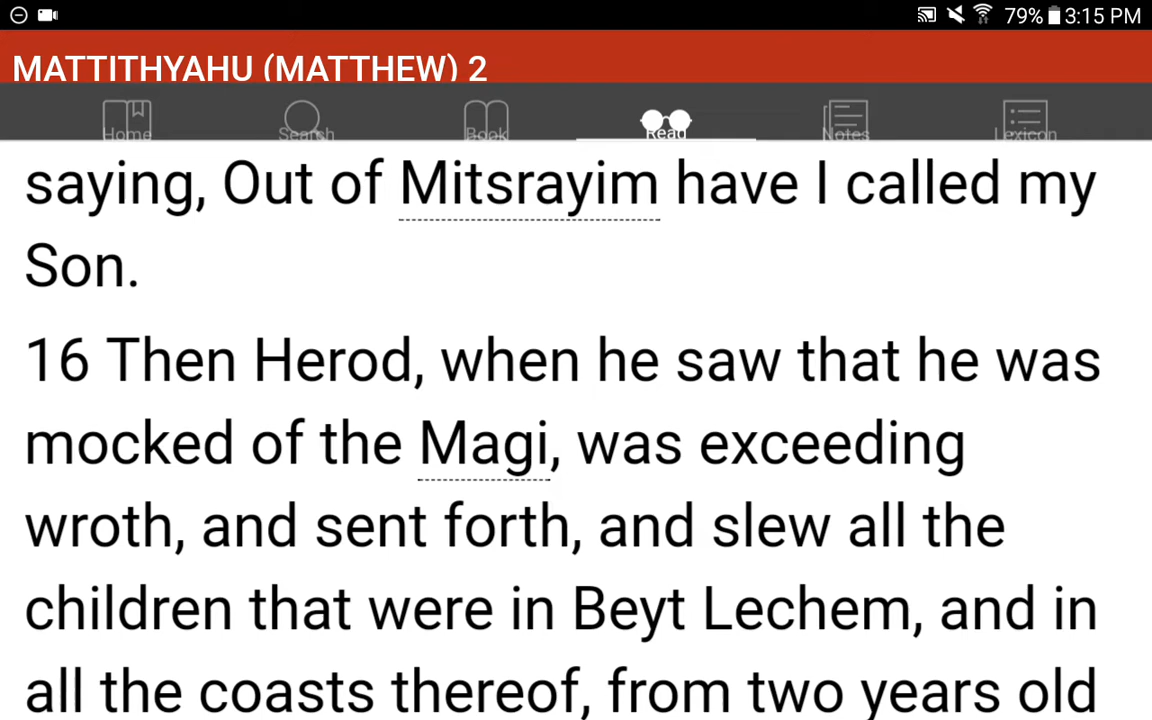 79% 3:15 PM
MATTITHYAHU (MATTHEW) 2
Home Search Book Read Notes Lexicon
saying, Out of Mitsrayim have I called my
Son.
16 Then Herod, when he saw that he was
mocked of the Magi, was exceeding
wroth, and sent forth, and slew all the
children that were in Beyt Lechem, and in
all the coasts thereof, from two years old